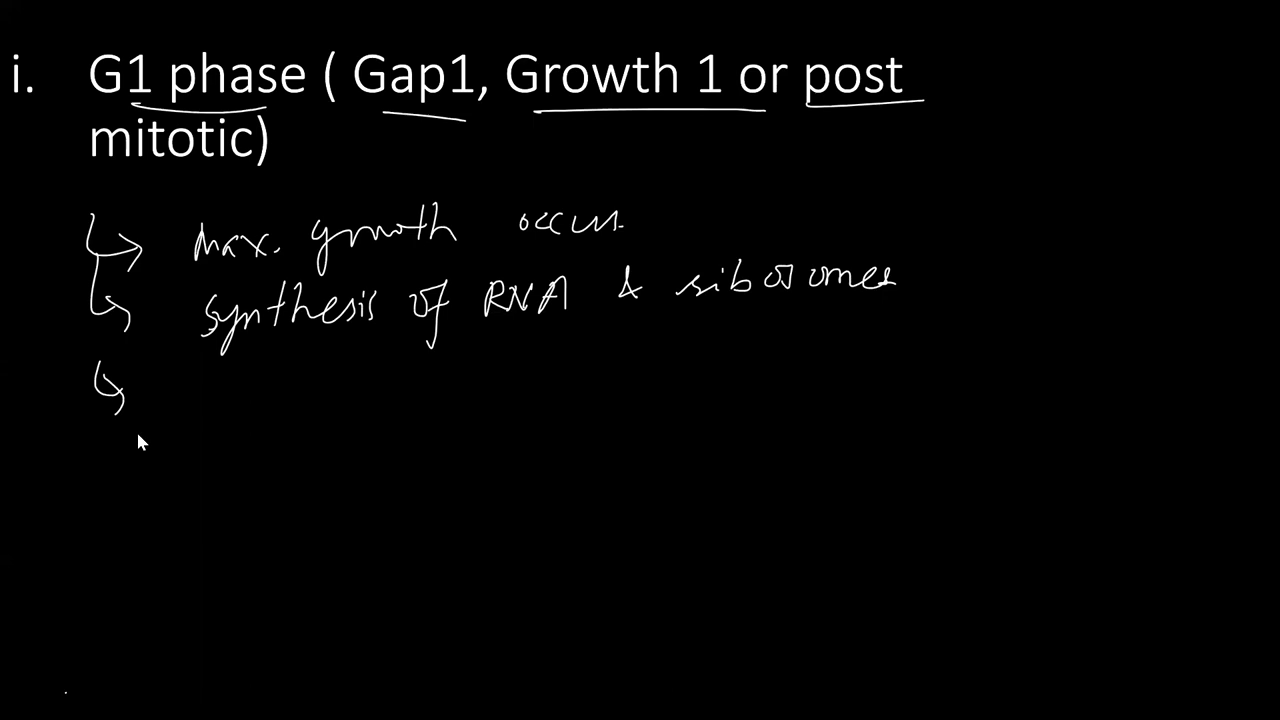 i. G1 phase ( Gap1, Growth 1 or post
mitotic)
max. growth occurs
synthesis of RNA & ribosomes